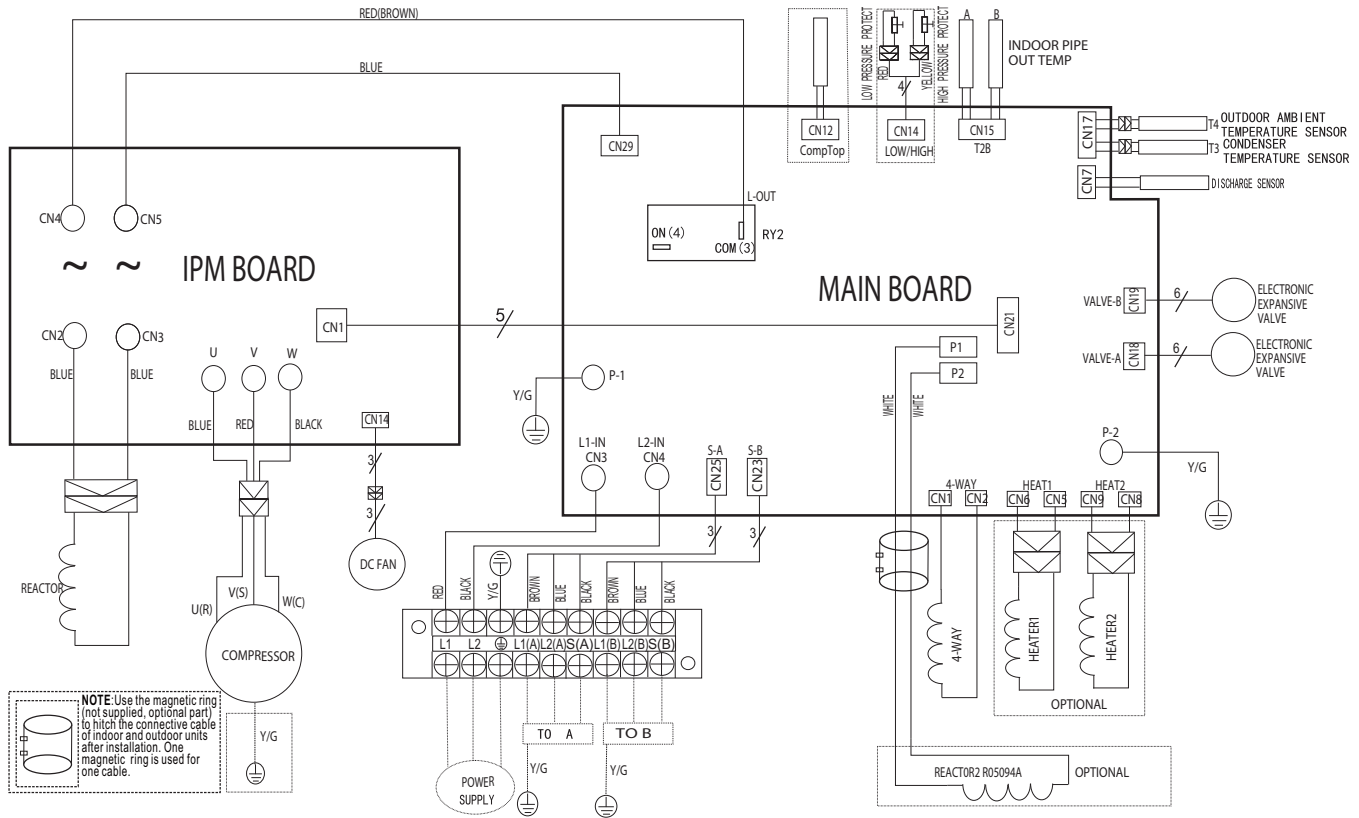 RED(BROWN)
BLUE
A
B
INDOOR PIPE
OUT TEMP
LOW PRESSURE PROTECT
RED
4
YELLOW
HIGH PRESSURE PROTECT
CN12
CompTop
CN14
LOW/HIGH
CN15
T2B
CN17
T4 OUTDOOR AMBIENT
TEMPERATURE SENSOR
T3 CONDENSER
TEMPERATURE SENSOR
CN7
DISCHARGE SENSOR
CN29
L-OUT
ON(4)
COM(3)
RY2
CN4
CN5
~
~
IPM BOARD
MAIN BOARD
CN2
CN3
BLUE
BLUE
U
V
W
CN1
5
CN21
BLUE
RED
BLACK
CN14
3
3
DC FAN
VALVE-B
CN19
6
ELECTRONIC
EXPANSIVE
VALVE
VALVE-A
CN18
6
ELECTRONIC
EXPANSIVE
VALVE
P1
P2
WHITE
WHITE
P-1
Y/G
P-2
Y/G
L1-IN
CN3
L2-IN
CN4
S-A
CN25
S-B
CN23
3
3
4-WAY
CN1
CN2
HEAT1
CN6
CN5
HEAT2
CN9
CN8
REACTOR
U(R)
V(S)
W(C)
COMPRESSOR
Y/G
RED
BLACK
Y/G
BROWN
BLUE
BLACK
BROWN
BLUE
BLACK
L1
L2
L1(A)
L2(A)
S(A)
L1(B)
L2(B)
S(B)
4-WAY
HEATER1
HEATER2
OPTIONAL
POWER
SUPPLY
TO A
TO B
Y/G
Y/G
REACTOR2 R05094A
OPTIONAL
NOTE:Use the magnetic ring
(not supplied, optional part)
to hitch the connective cable
of indoor and outdoor units
after installation. One
magnetic ring is used for
one cable.